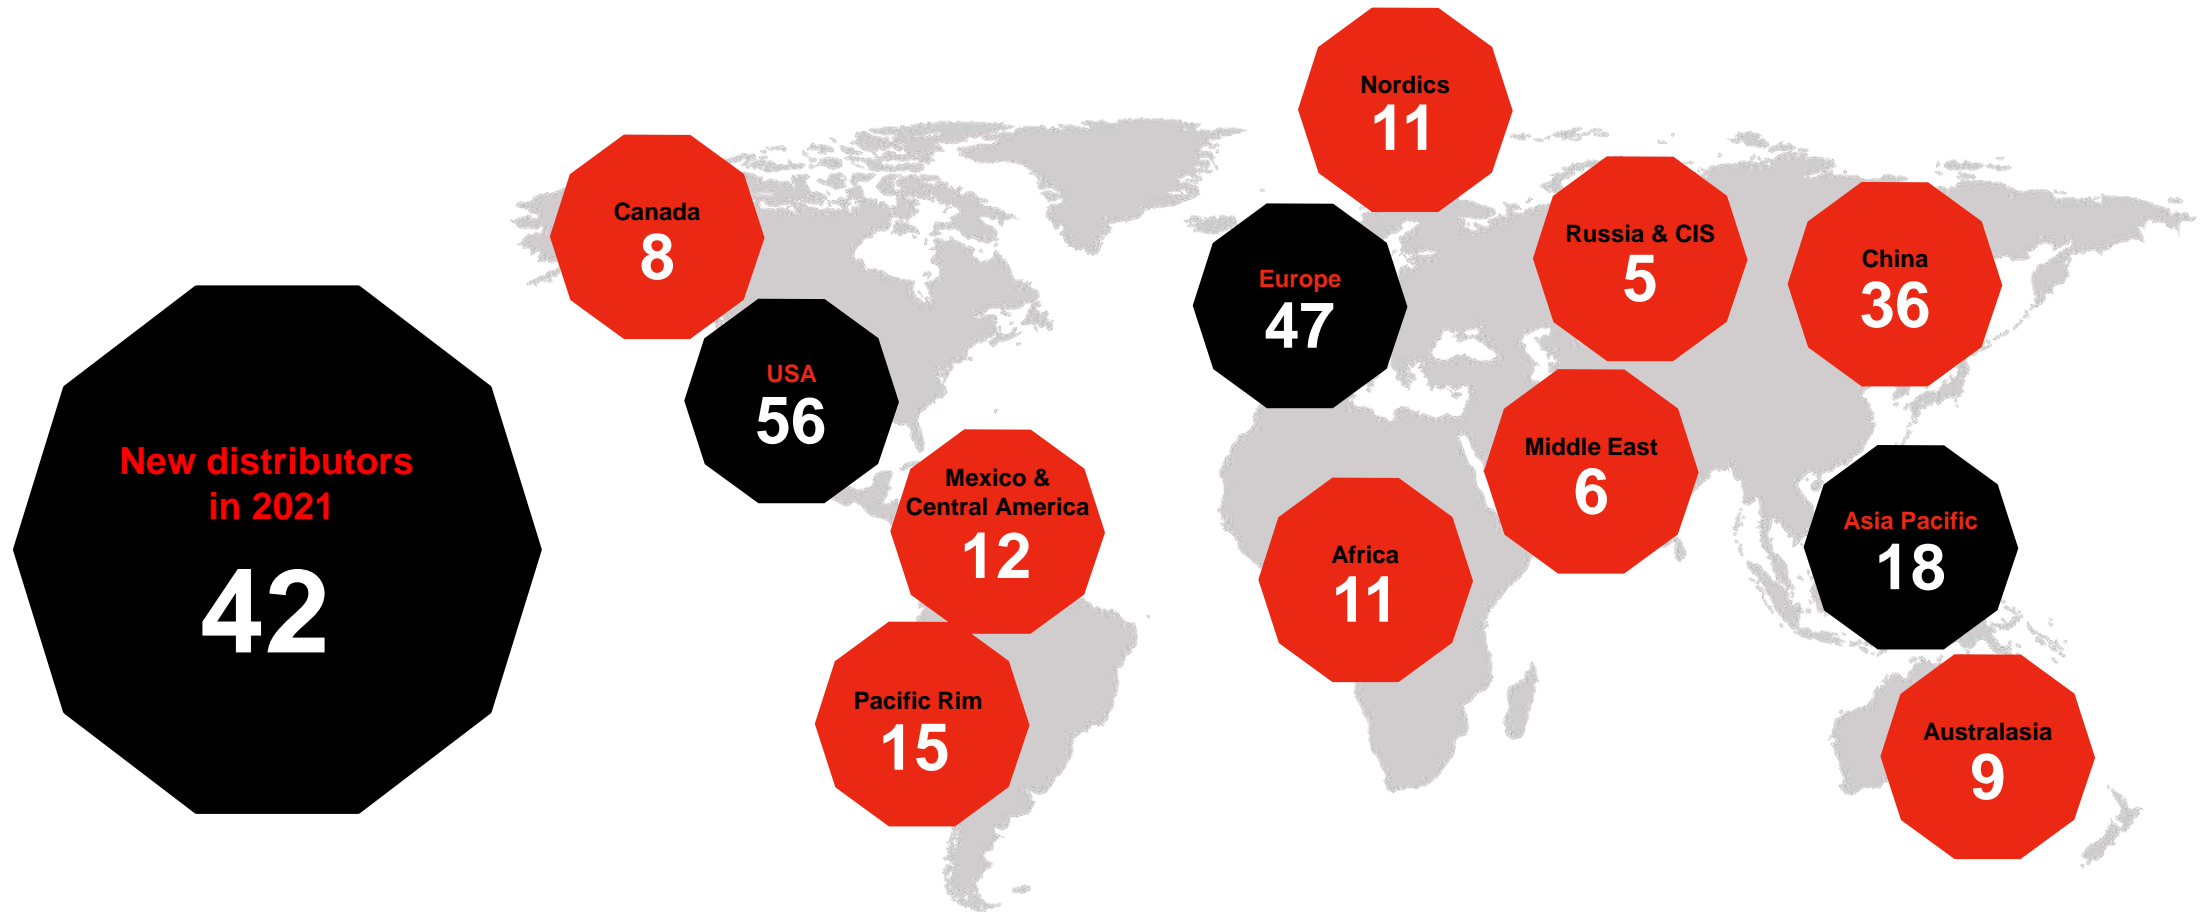 New distributors
in 2021
42
Canada
8
USA
56
Mexico &
Central America
12
Pacific Rim
15
Nordics
11
Europe
47
Russia & CIS
5
China
36
Middle East
6
Africa
11
Asia Pacific
18
Australasia
9